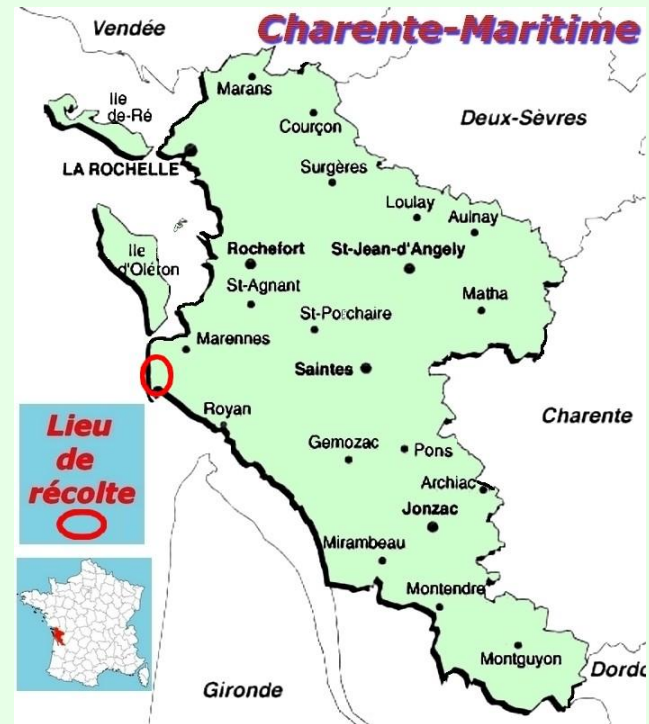 Charente-Maritime
Vendée
Marans
Ile
de-Ré
Courçon
Deux-Sèvres
LA ROCHELLE
Surgères
Loulay
Aulnay
Ile
d'Oléron
Rochefort
St-Jean-d'Angely
St-Agnant
Matha
St-Porchaire
Marennes
Saintes
Charente
Royan
Lieu
de
récolte
Gemozac
Pons
Archiac
Jonzac
Mirambeau
Montendre
Montguyon
Dordo
Gironde